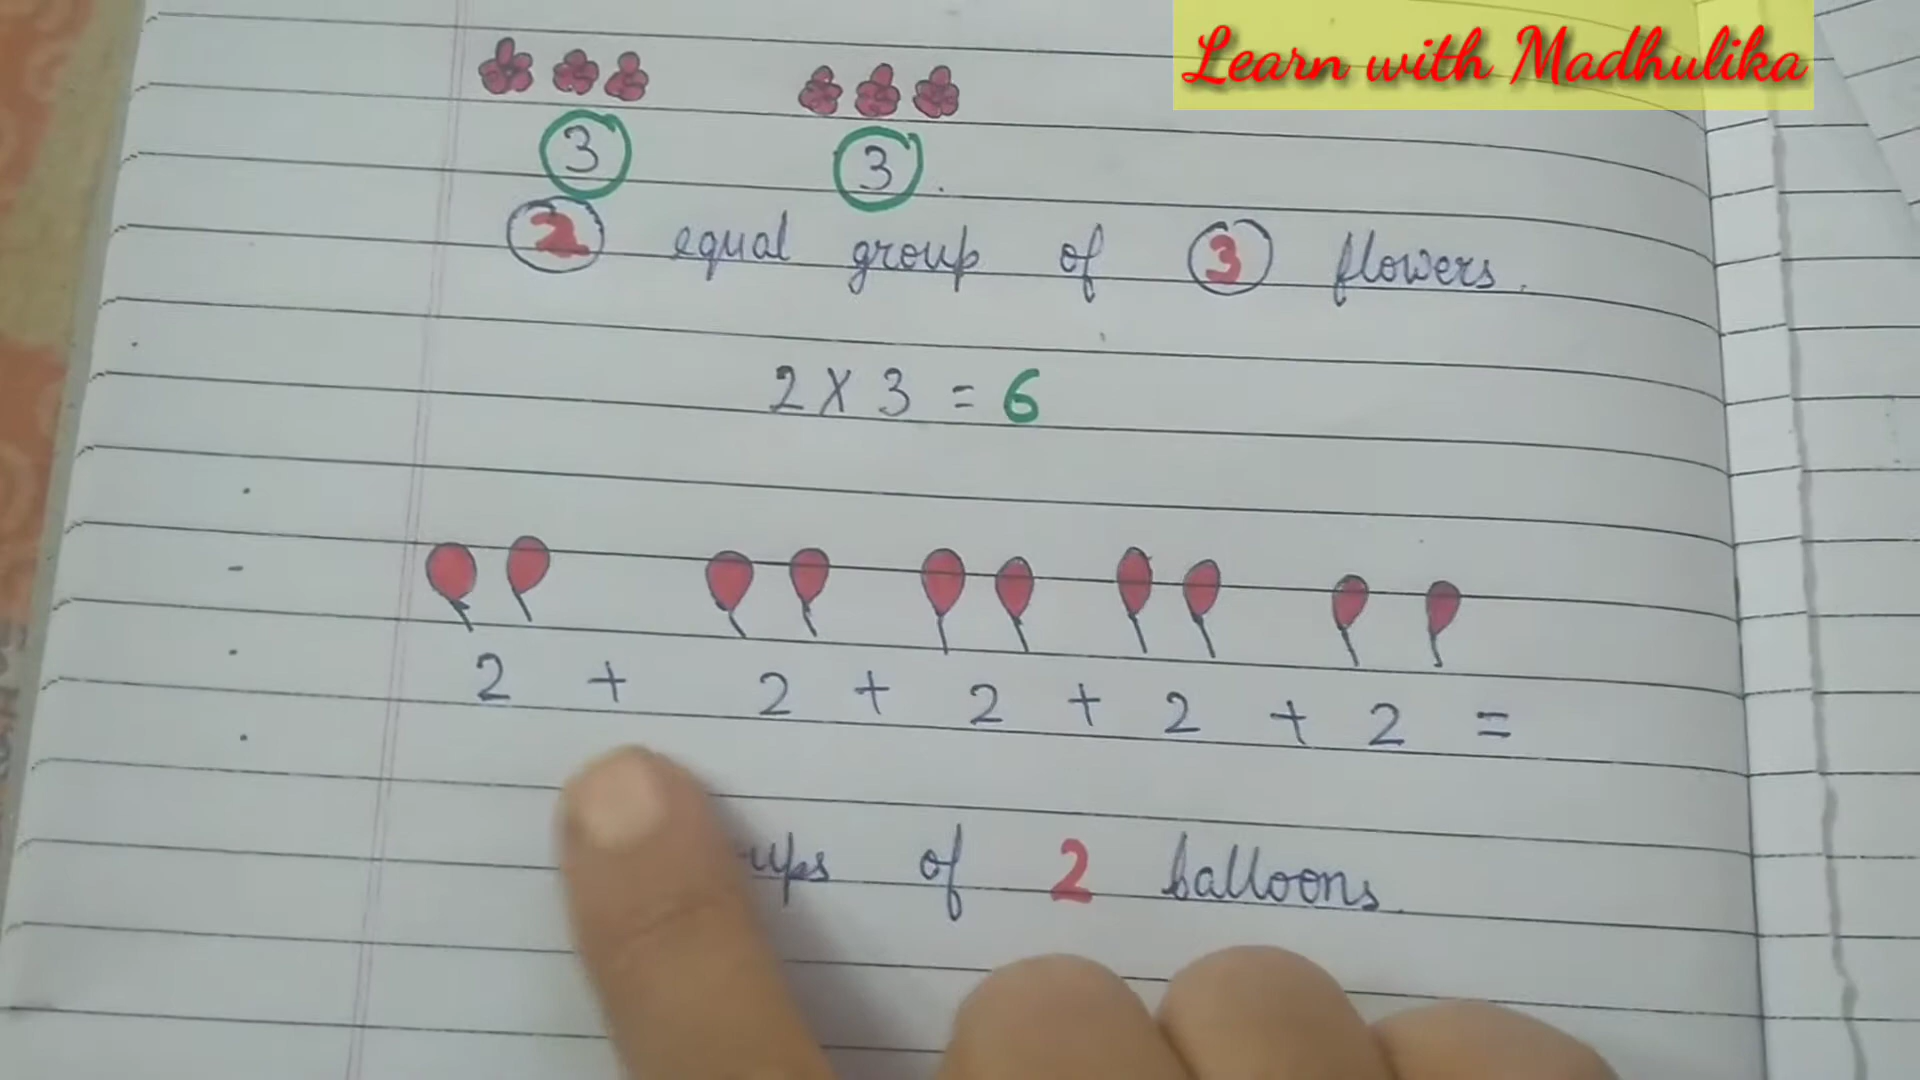 Learn with Madhulika
3 3
2 equal group of 3 flowers.
2 X 3 = 6
2 + 2 + 2 + 2 + 2 =
of 2 balloons.